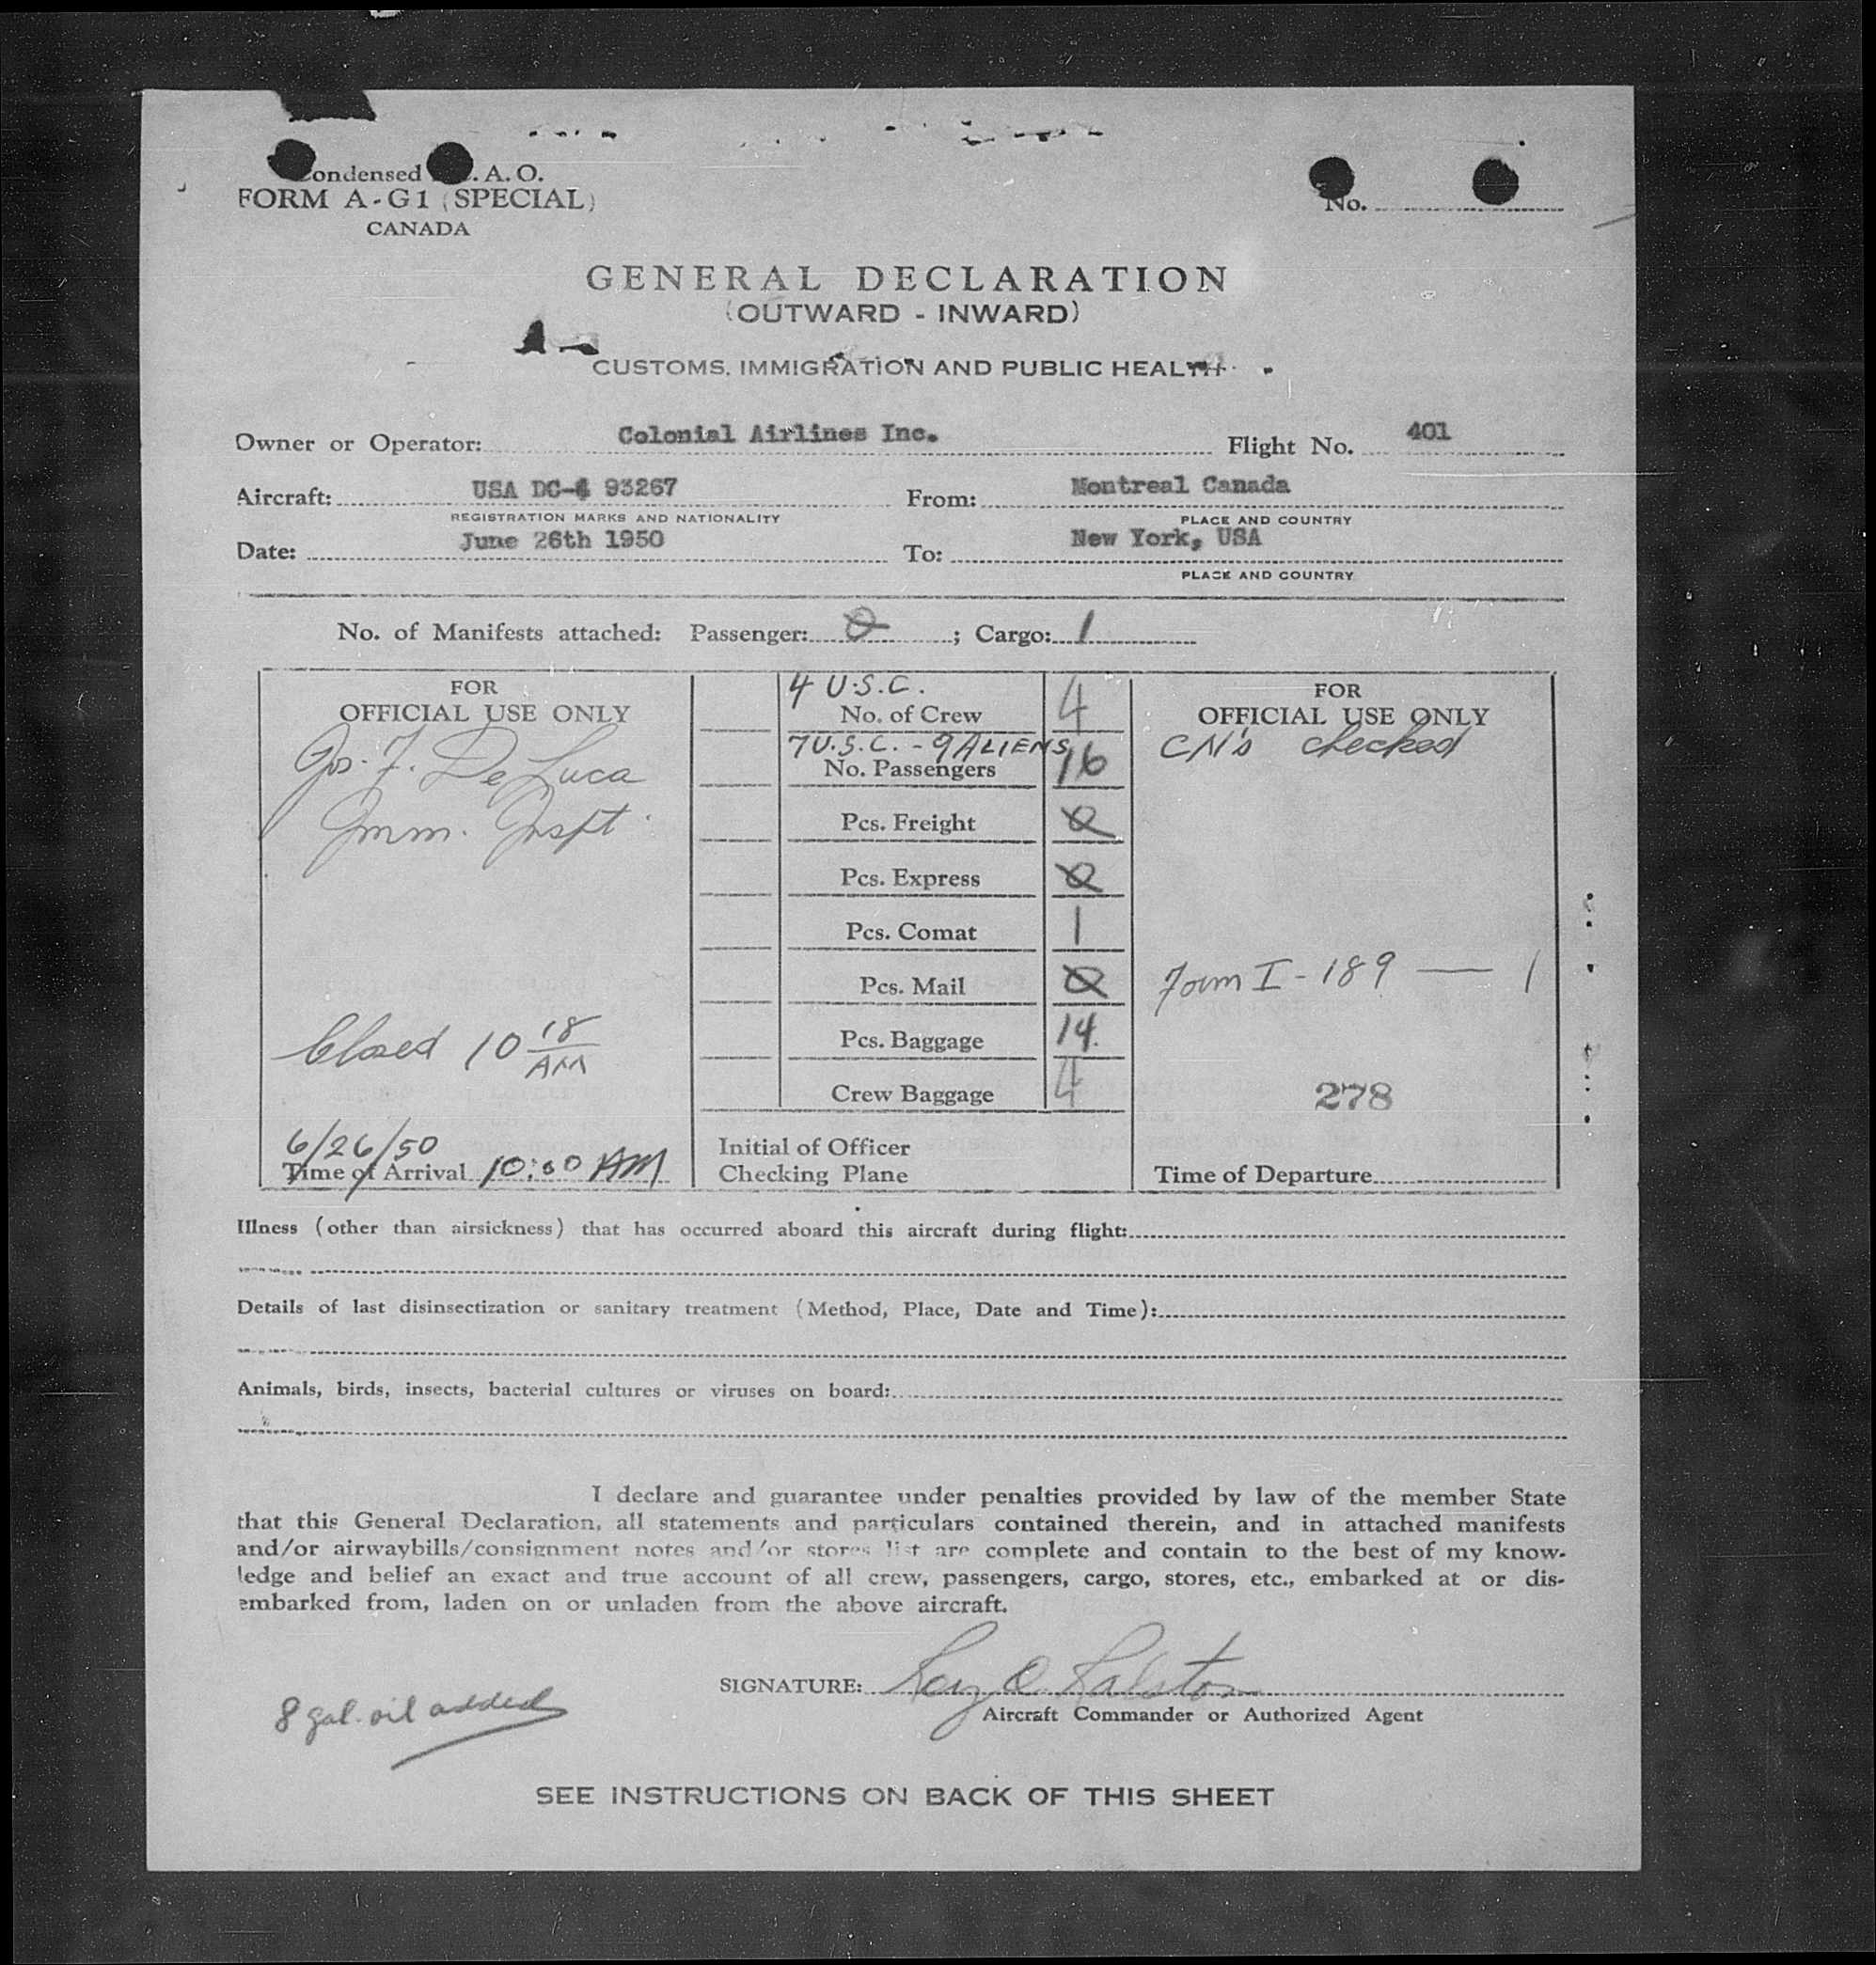 ondensed . A. O.
FORM A-G1 (SPECIAL)
CANADA
No.
GENERAL DECLARATION
(OUTWARD - INWARD)
CUSTOMS, IMMIGRATION AND PUBLIC HEALTH
Owner or Operator: Colonial Airlines Inc. Flight No. 401
Aircraft: USA DC-4 93267 From: Montreal Canada
REGISTRATION MARKS AND NATIONALITY PLACE AND COUNTRY
Date: June 26th 1950 To: New York, USA
PLACE AND COUNTRY
No. of Manifests attached: Passenger: 0 ; Cargo: 1
FOR
OFFICIAL USE ONLY
Jos. F. De Luca
Imm. Inspt.
Closed 10 18
AM
6/26/50
Time of Arrival 10:00 AM
4 U.S.C.
No. of Crew 4
7 U.S.C. - 9 ALIENS
No. Passengers 16
Pcs. Freight 0
Pcs. Express 0
Pcs. Comat 1
Pcs. Mail 0
Pcs. Baggage 14
Crew Baggage 4
Initial of Officer
Checking Plane
FOR
OFFICIAL USE ONLY
CN's checked
Form I-189 — 1
278
Time of Departure
Illness (other than airsickness) that has occurred aboard this aircraft during flight:
Details of last disinsectization or sanitary treatment (Method, Place, Date and Time):
Animals, birds, insects, bacterial cultures or viruses on board:
I declare and guarantee under penalties provided by law of the member State
that this General Declaration, all statements and particulars contained therein, and in attached manifests
and/or airwaybills/consignment notes and/or stores list are complete and contain to the best of my know-
ledge and belief an exact and true account of all crew, passengers, cargo, stores, etc., embarked at or dis-
embarked from, laden on or unladen from the above aircraft.
SIGNATURE: Ralston
Aircraft Commander or Authorized Agent
8 gal. oil added
SEE INSTRUCTIONS ON BACK OF THIS SHEET